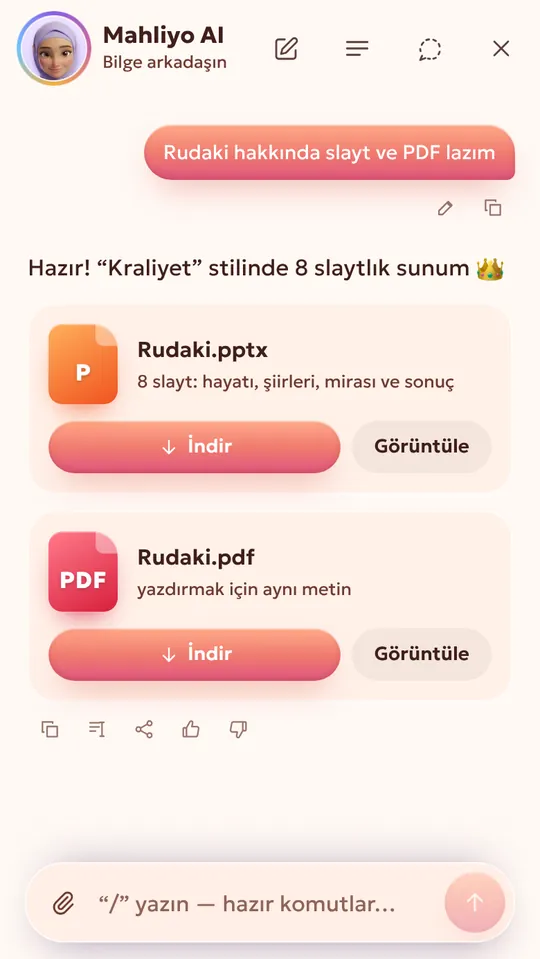 Mahliyo AI
Bilge arkadaşın
Rudaki hakkında slayt ve PDF lazım
Hazır! “Kraliyet” stilinde 8 slaytlık sunum 👑
P
Rudaki.pptx
8 slayt: hayatı, şiirleri, mirası ve sonuç
↓ İndir
Görüntüle
PDF
Rudaki.pdf
yazdırmak için aynı metin
↓ İndir
Görüntüle
“/” yazın — hazır komutlar...